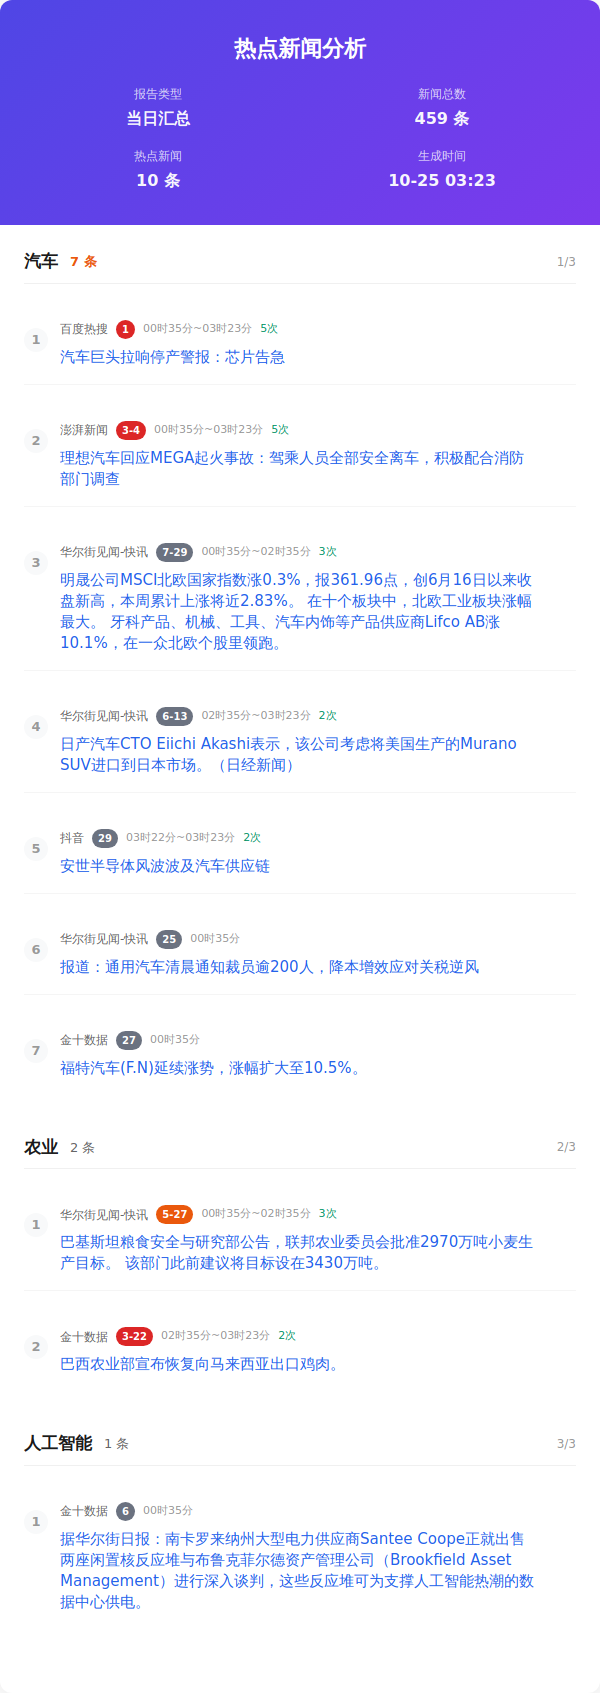 热点新闻分析
报告类型
新闻总数
当日汇总
459 条
热点新闻
生成时间
10 条
10-25 03:23
汽车 7 条 1/3
1
百度热搜 1 00时35分~03时23分 5次
汽车巨头拉响停产警报：芯片告急
2
澎湃新闻 3-4 00时35分~03时23分 5次
理想汽车回应MEGA起火事故：驾乘人员全部安全离车，积极配合消防
部门调查
3
华尔街见闻-快讯 7-29 00时35分~02时35分 3次
明晟公司MSCI北欧国家指数涨0.3%，报361.96点，创6月16日以来收
盘新高，本周累计上涨将近2.83%。 在十个板块中，北欧工业板块涨幅
最大。 牙科产品、机械、工具、汽车内饰等产品供应商Lifco AB涨
10.1%，在一众北欧个股里领跑。
4
华尔街见闻-快讯 6-13 02时35分~03时23分 2次
日产汽车CTO Eiichi Akashi表示，该公司考虑将美国生产的Murano
SUV进口到日本市场。（日经新闻）
5
抖音 29 03时22分~03时23分 2次
安世半导体风波波及汽车供应链
6
华尔街见闻-快讯 25 00时35分
报道：通用汽车清晨通知裁员逾200人，降本增效应对关税逆风
7
金十数据 27 00时35分
福特汽车(F.N)延续涨势，涨幅扩大至10.5%。
农业 2 条 2/3
1
华尔街见闻-快讯 5-27 00时35分~02时35分 3次
巴基斯坦粮食安全与研究部公告，联邦农业委员会批准2970万吨小麦生
产目标。 该部门此前建议将目标设在3430万吨。
2
金十数据 3-22 02时35分~03时23分 2次
巴西农业部宣布恢复向马来西亚出口鸡肉。
人工智能 1 条 3/3
1
金十数据 6 00时35分
据华尔街日报：南卡罗来纳州大型电力供应商Santee Coope正就出售
两座闲置核反应堆与布鲁克菲尔德资产管理公司（Brookfield Asset
Management）进行深入谈判，这些反应堆可为支撑人工智能热潮的数
据中心供电。